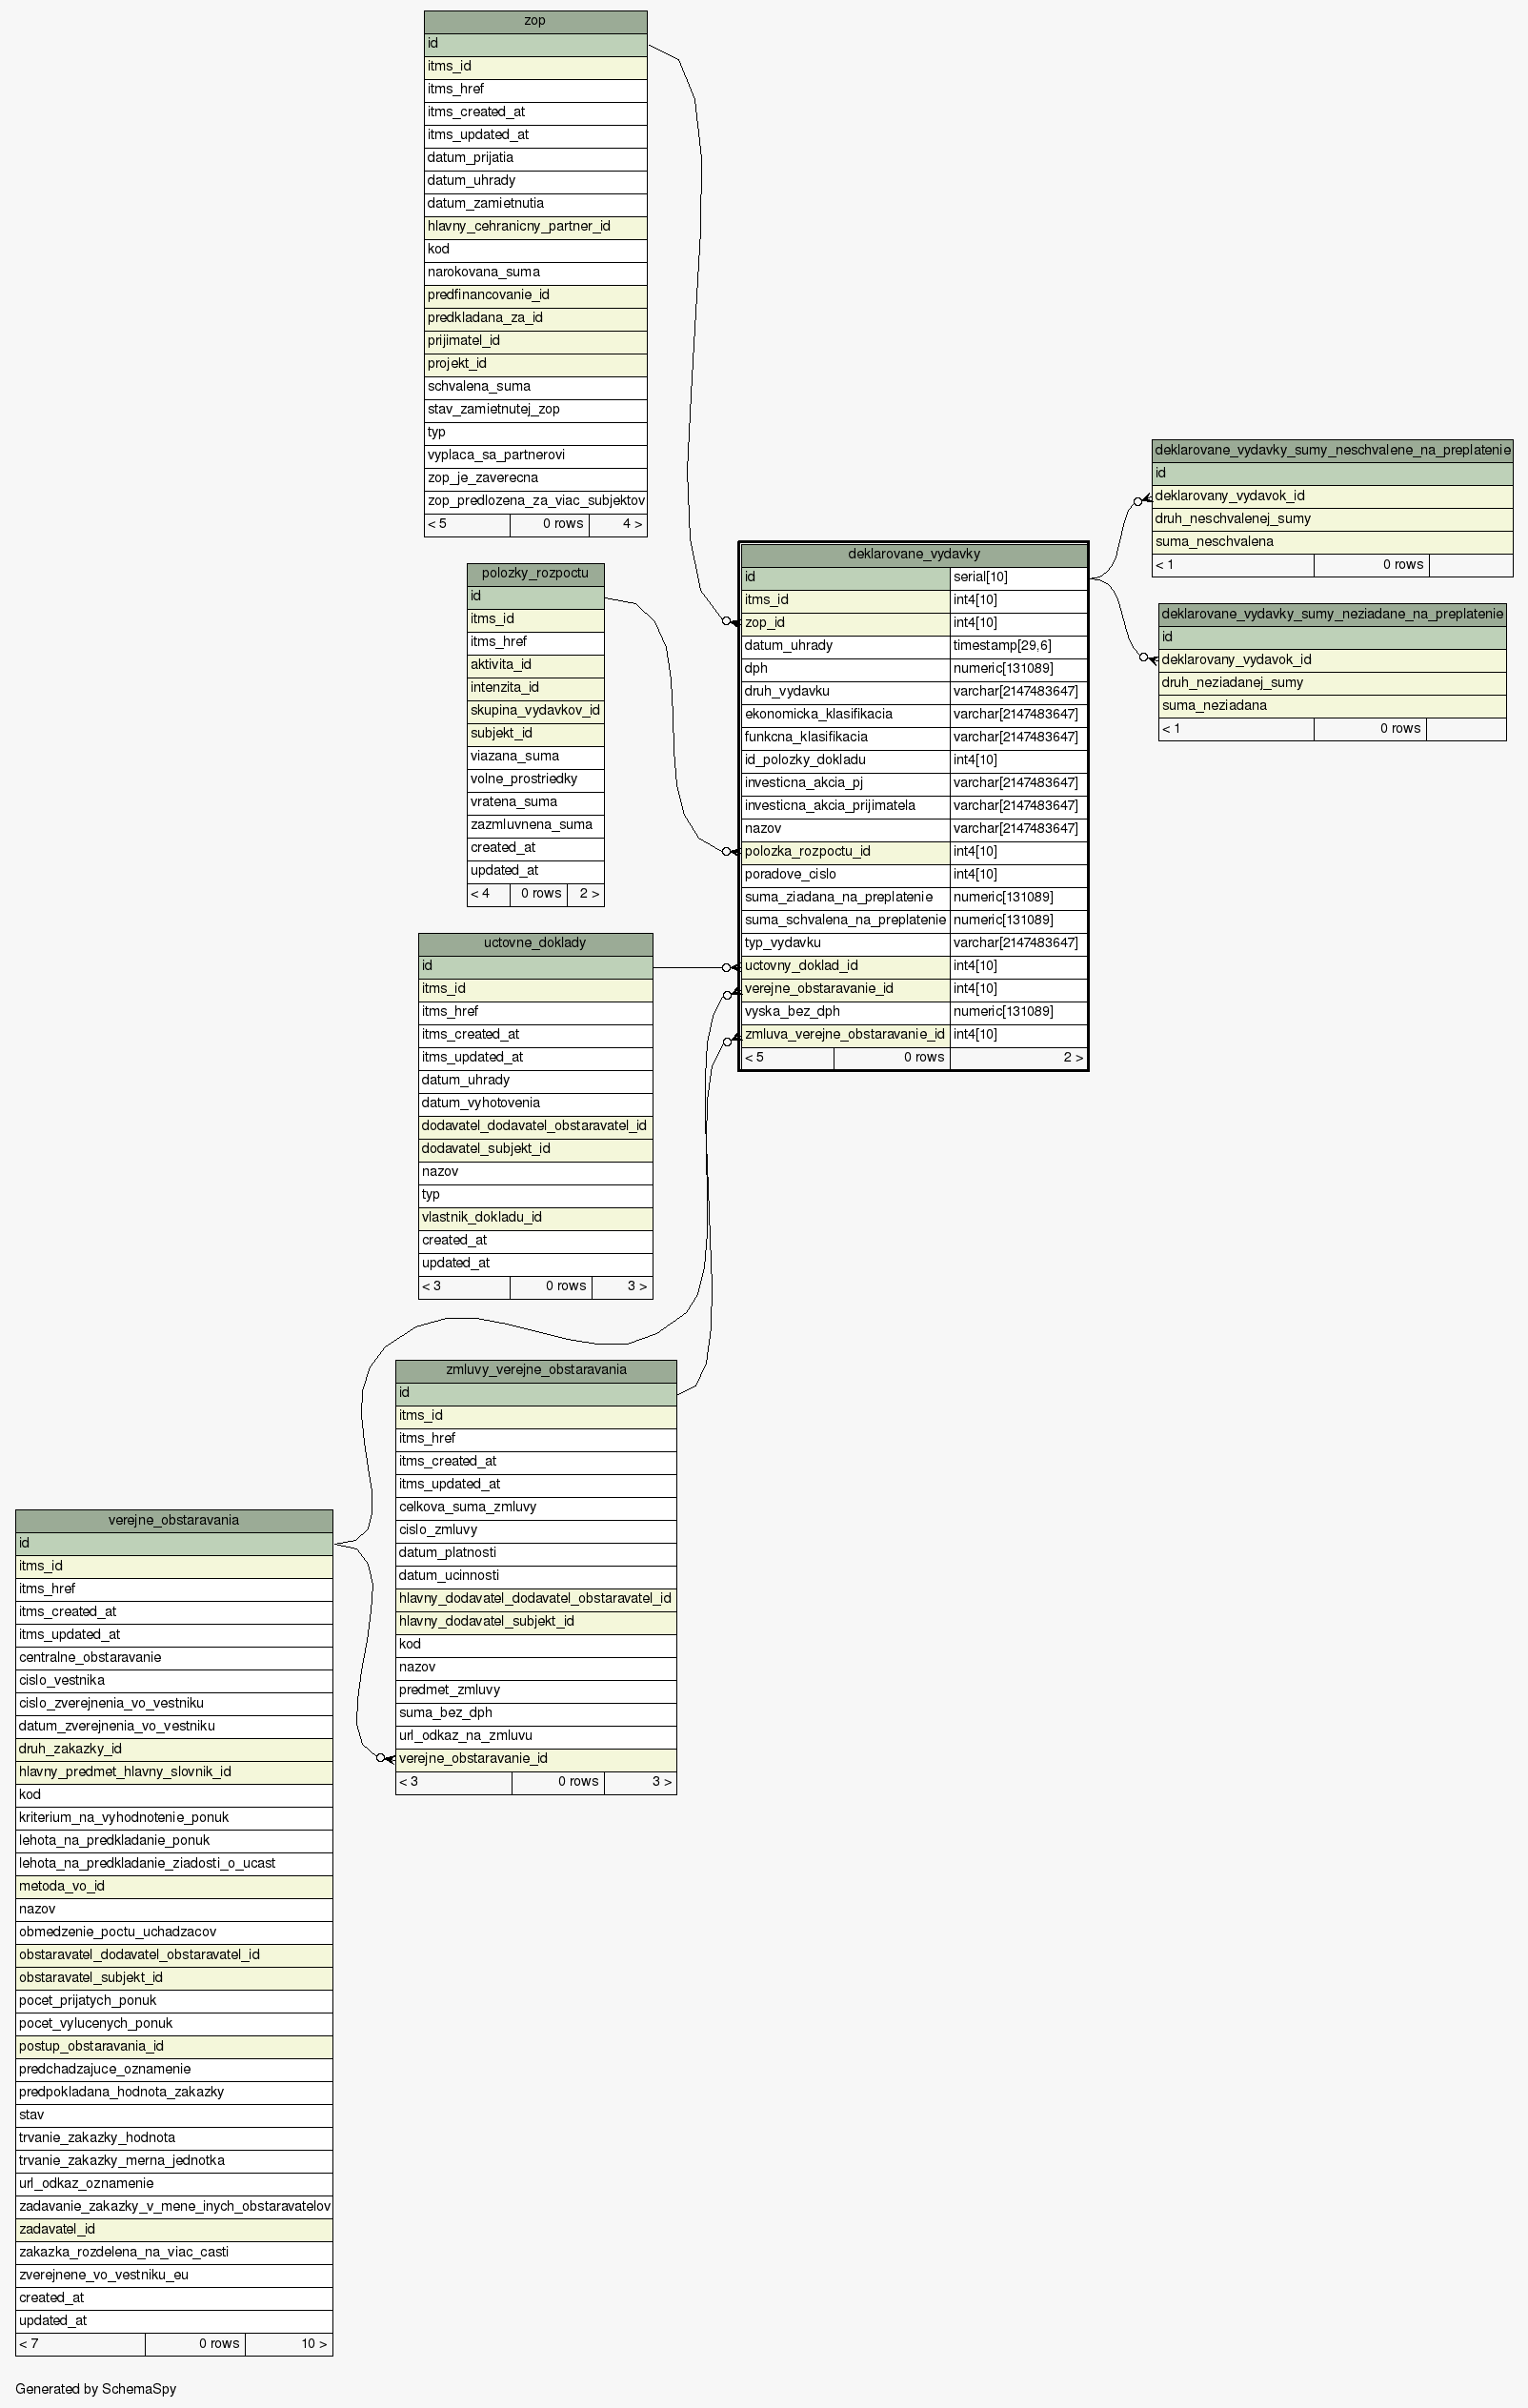 zop
id
itms_id
itms_href
itms_created_at
itms_updated_at
datum_prijatia
datum_uhrady
datum_zamietnutia
hlavny_cehranicny_partner_id
kod
narokovana_suma
predfinancovanie_id
predkladana_za_id
prijimatel_id
projekt_id
schvalena_suma
stav_zamietnutej_zop
typ
vyplaca_sa_partnerovi
zop_je_zaverecna
zop_predlozena_za_viac_subjektov
< 5 0 rows 4 >
polozky_rozpoctu
id
itms_id
itms_href
aktivita_id
intenzita_id
skupina_vydavkov_id
subjekt_id
viazana_suma
volne_prostriedky
vratena_suma
zazmluvnena_suma
created_at
updated_at
< 4 0 rows 2 >
uctovne_doklady
id
itms_id
itms_href
itms_created_at
itms_updated_at
datum_uhrady
datum_vyhotovenia
dodavatel_dodavatel_obstaravatel_id
dodavatel_subjekt_id
nazov
typ
vlastnik_dokladu_id
created_at
updated_at
< 3 0 rows 3 >
deklarovane_vydavky
id serial[10]
itms_id int4[10]
zop_id int4[10]
datum_uhrady timestamp[29,6]
dph numeric[131089]
druh_vydavku varchar[2147483647]
ekonomicka_klasifikacia varchar[2147483647]
funkcna_klasifikacia varchar[2147483647]
id_polozky_dokladu int4[10]
investicna_akcia_pj varchar[2147483647]
investicna_akcia_prijimatela varchar[2147483647]
nazov varchar[2147483647]
polozka_rozpoctu_id int4[10]
poradove_cislo int4[10]
suma_ziadana_na_preplatenie numeric[131089]
suma_schvalena_na_preplatenie numeric[131089]
typ_vydavku varchar[2147483647]
uctovny_doklad_id int4[10]
verejne_obstaravanie_id int4[10]
vyska_bez_dph numeric[131089]
zmluva_verejne_obstaravanie_id int4[10]
< 5 0 rows 2 >
deklarovane_vydavky_sumy_neschvalene_na_preplatenie
id
deklarovany_vydavok_id
druh_neschvalenej_sumy
suma_neschvalena
< 1 0 rows
deklarovane_vydavky_sumy_neziadane_na_preplatenie
id
deklarovany_vydavok_id
druh_neziadanej_sumy
suma_neziadana
< 1 0 rows
zmluvy_verejne_obstaravania
id
itms_id
itms_href
itms_created_at
itms_updated_at
celkova_suma_zmluvy
cislo_zmluvy
datum_platnosti
datum_ucinnosti
hlavny_dodavatel_dodavatel_obstaravatel_id
hlavny_dodavatel_subjekt_id
kod
nazov
predmet_zmluvy
suma_bez_dph
url_odkaz_na_zmluvu
verejne_obstaravanie_id
< 3 0 rows 3 >
verejne_obstaravania
id
itms_id
itms_href
itms_created_at
itms_updated_at
centralne_obstaravanie
cislo_vestnika
cislo_zverejnenia_vo_vestniku
datum_zverejnenia_vo_vestniku
druh_zakazky_id
hlavny_predmet_hlavny_slovnik_id
kod
kriterium_na_vyhodnotenie_ponuk
lehota_na_predkladanie_ponuk
lehota_na_predkladanie_ziadosti_o_ucast
metoda_vo_id
nazov
obmedzenie_poctu_uchadzacov
obstaravatel_dodavatel_obstaravatel_id
obstaravatel_subjekt_id
pocet_prijatych_ponuk
pocet_vylucenych_ponuk
postup_obstaravania_id
predchadzajuce_oznamenie
predpokladana_hodnota_zakazky
stav
trvanie_zakazky_hodnota
trvanie_zakazky_merna_jednotka
url_odkaz_oznamenie
zadavanie_zakazky_v_mene_inych_obstaravatelov
zadavatel_id
zakazka_rozdelena_na_viac_casti
zverejnene_vo_vestniku_eu
created_at
updated_at
< 7 0 rows 10 >
Generated by SchemaSpy